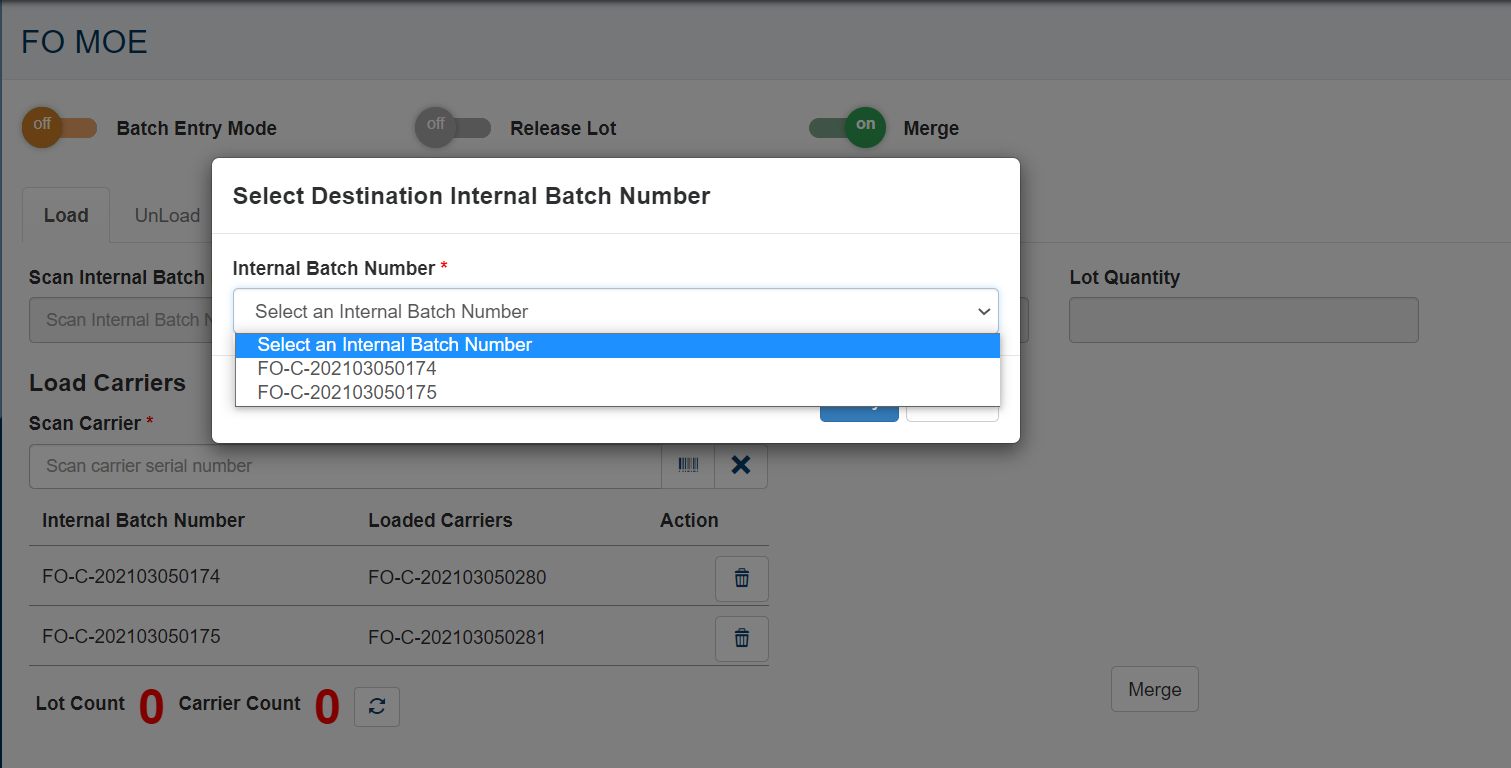 FO MOE
off Batch Entry Mode off Release Lot on Merge
Load UnLoad
Select Destination Internal Batch Number
Internal Batch Number *
Select an Internal Batch Number
Select an Internal Batch Number
FO-C-202103050174
FO-C-202103050175
Scan Internal Batch
Scan Internal Batch
Lot Quantity
Load Carriers
Scan Carrier *
Scan carrier serial number
Internal Batch Number Loaded Carriers Action
FO-C-202103050174 FO-C-202103050280
FO-C-202103050175 FO-C-202103050281
Lot Count 0 Carrier Count 0
Merge